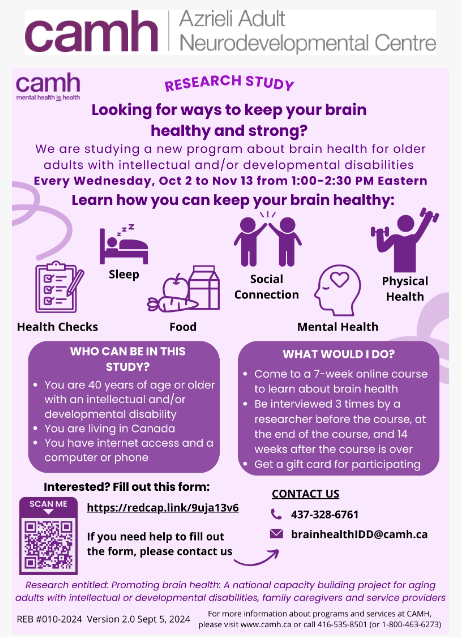 camh
Azrieli Adult
Neurodevelopmental Centre
camh
mental health is health
RESEARCH STUDY
Looking for ways to keep your brain
healthy and strong?
We are studying a new program about brain health for older
adults with intellectual and/or developmental disabilities
Every Wednesday, Oct 2 to Nov 13 from 1:00-2:30 PM Eastern
Learn how you can keep your brain healthy:
z z z
Sleep
Social
Connection
Physical
Health
Health Checks
Food
Mental Health
WHO CAN BE IN THIS
STUDY?
• You are 40 years of age or older
with an intellectual and/or
developmental disability
• You are living in Canada
• You have internet access and a
computer or phone
WHAT WOULD I DO?
• Come to a 7-week online course
to learn about brain health
• Be interviewed 3 times by a
researcher before the course, at
the end of the course, and 14
weeks after the course is over
• Get a gift card for participating
Interested? Fill out this form:
SCAN ME
https://redcap.link/9uja13v6
If you need help to fill out
the form, please contact us
CONTACT US
437-328-6761
brainhealthIDD@camh.ca
Research entitled: Promoting brain health: A national capacity building project for aging
adults with intellectual or developmental disabilities, family caregivers and service providers
REB #010-2024 Version 2.0 Sept 5, 2024
For more information about programs and services at CAMH,
please visit www.camh.ca or call 416-535-8501 (or 1-800-463-6273)